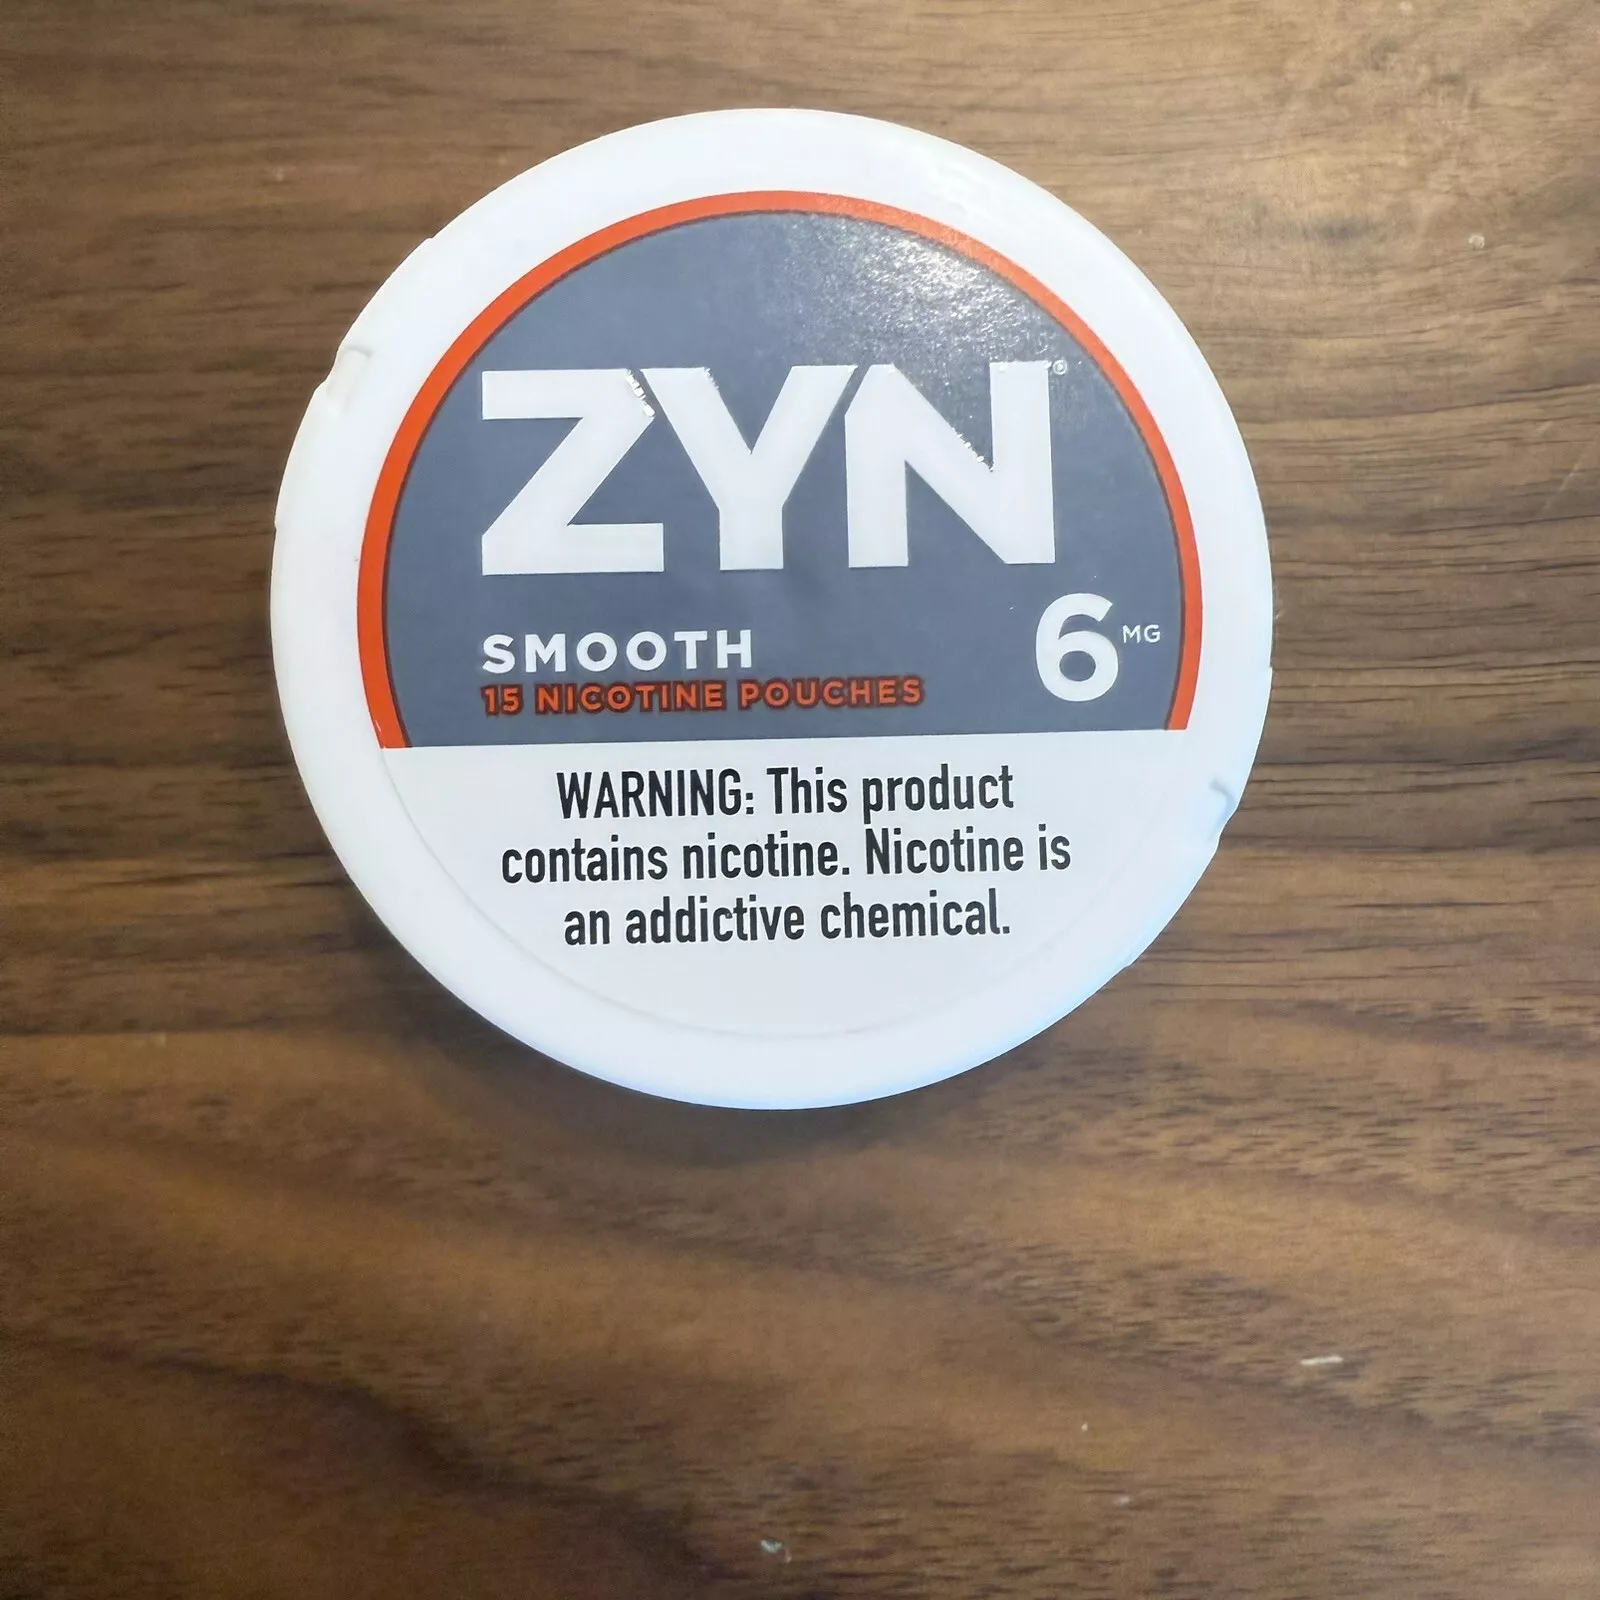 ZYN®
SMOOTH
15 NICOTINE POUCHES
6 MG
WARNING: This product
contains nicotine. Nicotine is
an addictive chemical.